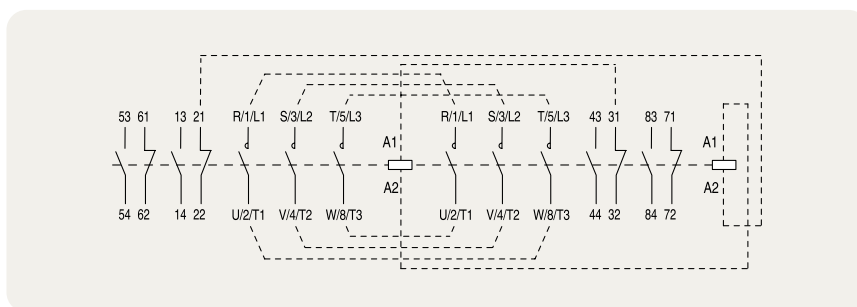 53 61 13 21 R/1/L1 S/3/L2 T/5/L3 R/1/L1 S/3/L2 T/5/L3 43 31 83 71
A1 A1
A2 A2
54 62 14 22 U/2/T1 V/4/T2 W/8/T3 U/2/T1 V/4/T2 W/8/T3 44 32 84 72